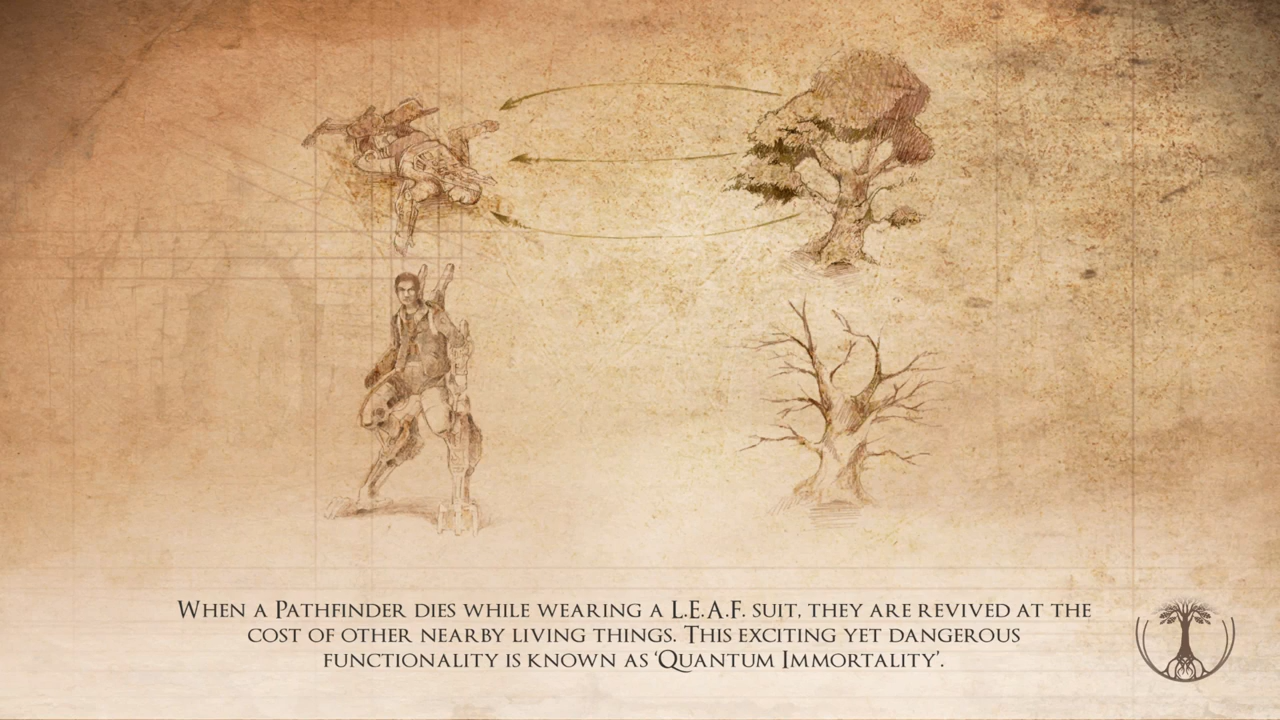 When a Pathfinder dies while wearing a L.E.A.F. suit, they are revived at the
cost of other nearby living things. This exciting yet dangerous
functionality is known as ‘Quantum Immortality’.